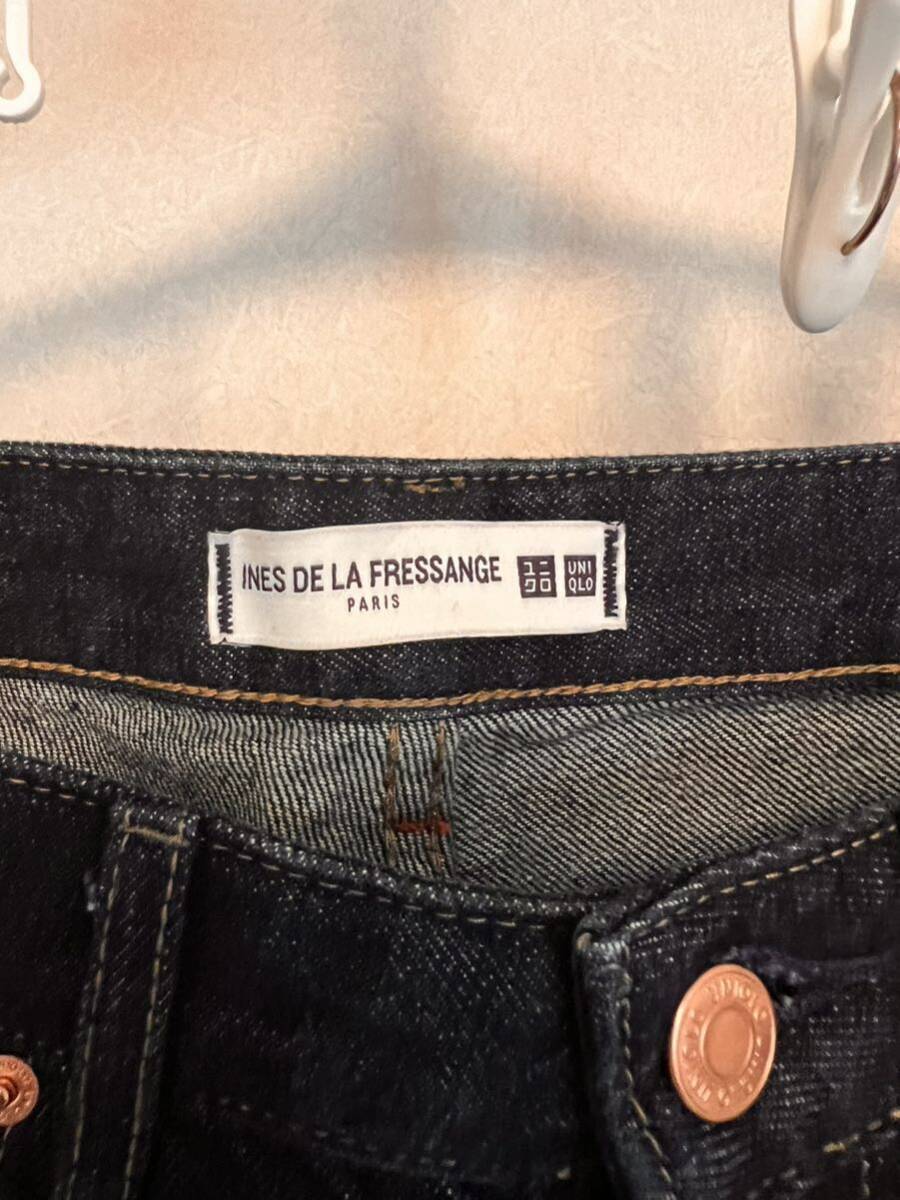 INES DE LA FRESSANGE
PARIS
ユニ
クロ
UNI
QLO